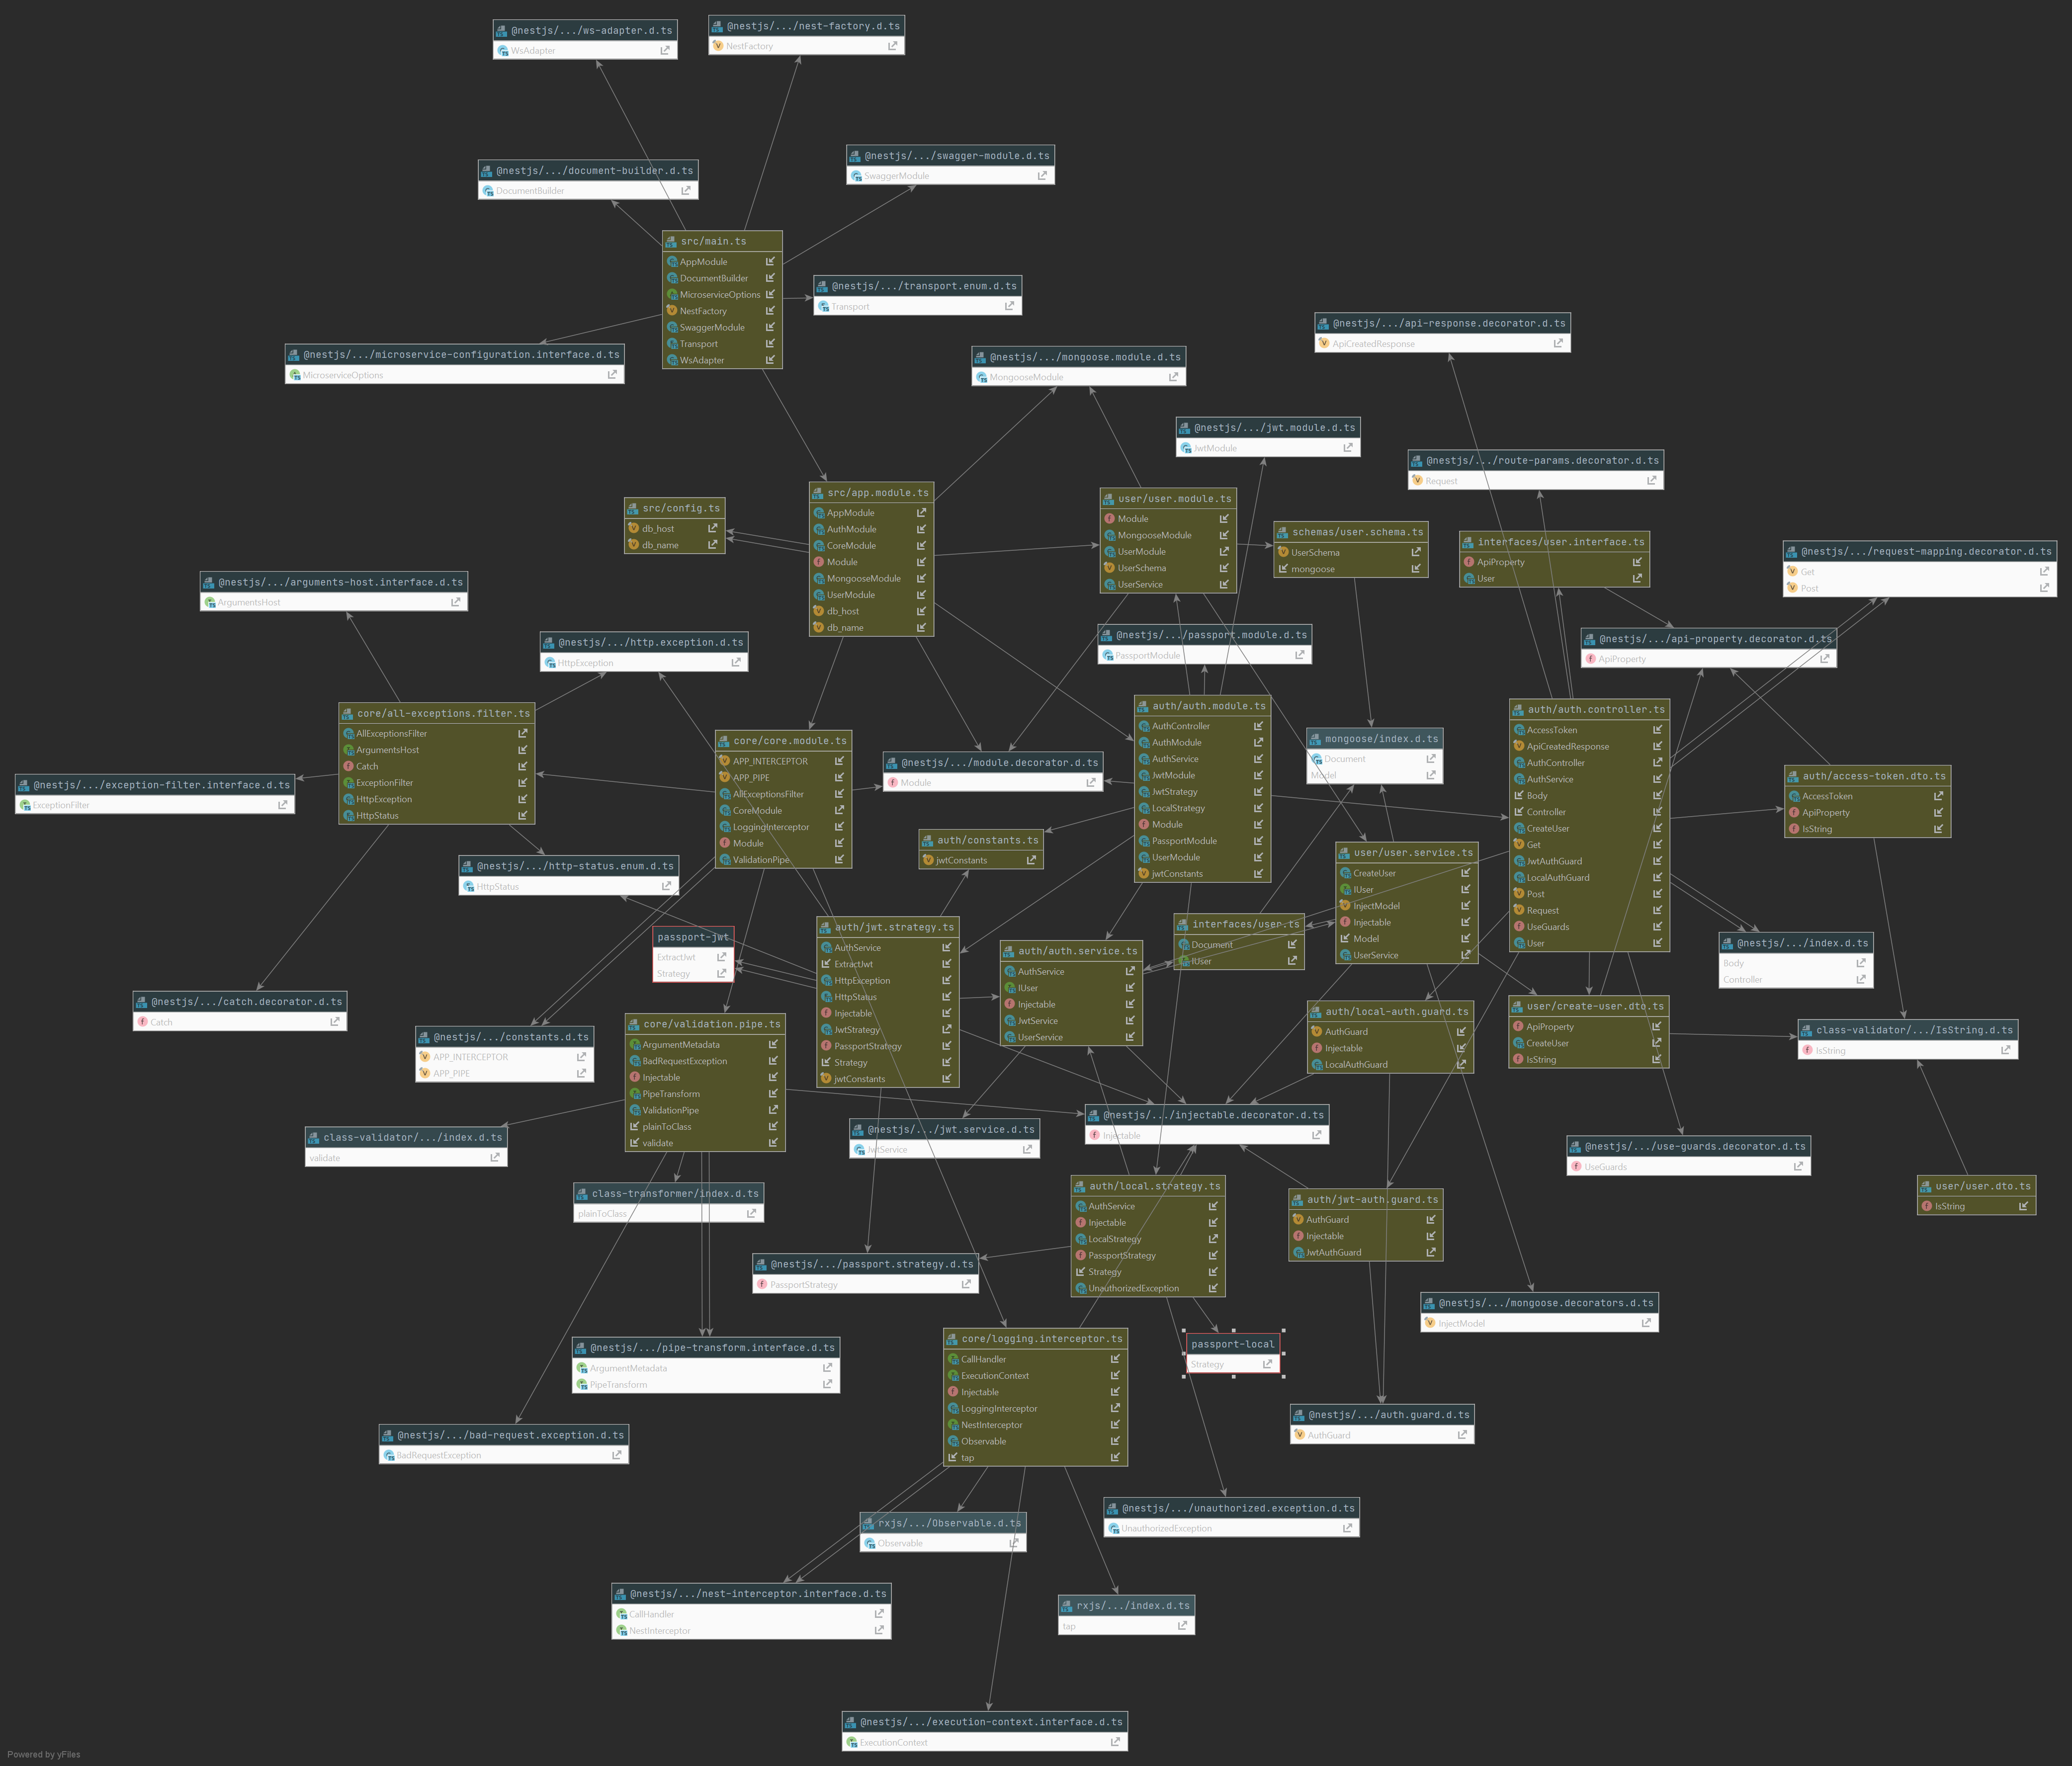 @nestjs/.../ws-adapter.d.ts
WsAdapter
@nestjs/.../nest-factory.d.ts
NestFactory
@nestjs/.../document-builder.d.ts
DocumentBuilder
@nestjs/.../swagger-module.d.ts
SwaggerModule
src/main.ts
AppModule
DocumentBuilder
MicroserviceOptions
NestFactory
SwaggerModule
Transport
WsAdapter
@nestjs/.../transport.enum.d.ts
Transport
@nestjs/.../microservice-configuration.interface.d.ts
MicroserviceOptions
@nestjs/.../api-response.decorator.d.ts
ApiCreatedResponse
@nestjs/.../mongoose.module.d.ts
MongooseModule
@nestjs/.../jwt.module.d.ts
JwtModule
@nestjs/.../route-params.decorator.d.ts
Request
src/config.ts
db_host
db_name
src/app.module.ts
AppModule
AuthModule
CoreModule
Module
MongooseModule
UserModule
db_host
db_name
user/user.module.ts
Module
MongooseModule
UserModule
UserSchema
UserService
schemas/user.schema.ts
UserSchema
mongoose
interfaces/user.interface.ts
ApiProperty
User
@nestjs/.../request-mapping.decorator.d.ts
Get
Post
@nestjs/.../arguments-host.interface.d.ts
ArgumentsHost
@nestjs/.../http.exception.d.ts
HttpException
@nestjs/.../passport.module.d.ts
PassportModule
@nestjs/.../api-property.decorator.d.ts
ApiProperty
core/all-exceptions.filter.ts
AllExceptionsFilter
ArgumentsHost
Catch
ExceptionFilter
HttpException
HttpStatus
core/core.module.ts
APP_INTERCEPTOR
APP_PIPE
AllExceptionsFilter
CoreModule
LoggingInterceptor
Module
ValidationPipe
@nestjs/.../module.decorator.d.ts
Module
auth/auth.module.ts
AuthController
AuthModule
AuthService
JwtModule
JwtStrategy
LocalStrategy
Module
PassportModule
UserModule
jwtConstants
mongoose/index.d.ts
Document
Model
auth/auth.controller.ts
AccessToken
ApiCreatedResponse
AuthController
AuthService
Body
Controller
CreateUser
Get
JwtAuthGuard
LocalAuthGuard
Post
Request
UseGuards
User
auth/access-token.dto.ts
AccessToken
ApiProperty
IsString
@nestjs/.../exception-filter.interface.d.ts
ExceptionFilter
@nestjs/.../http-status.enum.d.ts
HttpStatus
auth/constants.ts
jwtConstants
user/user.service.ts
CreateUser
IUser
InjectModel
Injectable
Model
UserService
passport-jwt
ExtractJwt
Strategy
auth/jwt.strategy.ts
AuthService
ExtractJwt
HttpException
HttpStatus
Injectable
JwtStrategy
PassportStrategy
Strategy
jwtConstants
auth/auth.service.ts
AuthService
IUser
Injectable
JwtService
UserService
interfaces/user.ts
Document
IUser
@nestjs/.../index.d.ts
Body
Controller
@nestjs/.../catch.decorator.d.ts
Catch
@nestjs/.../constants.d.ts
APP_INTERCEPTOR
APP_PIPE
core/validation.pipe.ts
ArgumentMetadata
BadRequestException
Injectable
PipeTransform
ValidationPipe
plainToClass
validate
auth/local-auth.guard.ts
AuthGuard
Injectable
LocalAuthGuard
user/create-user.dto.ts
ApiProperty
CreateUser
IsString
class-validator/.../IsString.d.ts
IsString
class-validator/.../index.d.ts
validate
@nestjs/.../jwt.service.d.ts
JwtService
@nestjs/.../injectable.decorator.d.ts
Injectable
@nestjs/.../use-guards.decorator.d.ts
UseGuards
class-transformer/index.d.ts
plainToClass
auth/local.strategy.ts
AuthService
Injectable
LocalStrategy
PassportStrategy
Strategy
UnauthorizedException
auth/jwt-auth.guard.ts
AuthGuard
Injectable
JwtAuthGuard
user/user.dto.ts
IsString
@nestjs/.../passport.strategy.d.ts
PassportStrategy
@nestjs/.../mongoose.decorators.d.ts
InjectModel
@nestjs/.../pipe-transform.interface.d.ts
ArgumentMetadata
PipeTransform
core/logging.interceptor.ts
CallHandler
ExecutionContext
Injectable
LoggingInterceptor
NestInterceptor
Observable
tap
passport-local
Strategy
@nestjs/.../auth.guard.d.ts
AuthGuard
@nestjs/.../bad-request.exception.d.ts
BadRequestException
@nestjs/.../unauthorized.exception.d.ts
UnauthorizedException
rxjs/.../Observable.d.ts
Observable
@nestjs/.../nest-interceptor.interface.d.ts
CallHandler
NestInterceptor
rxjs/.../index.d.ts
tap
@nestjs/.../execution-context.interface.d.ts
ExecutionContext
Powered by yFiles